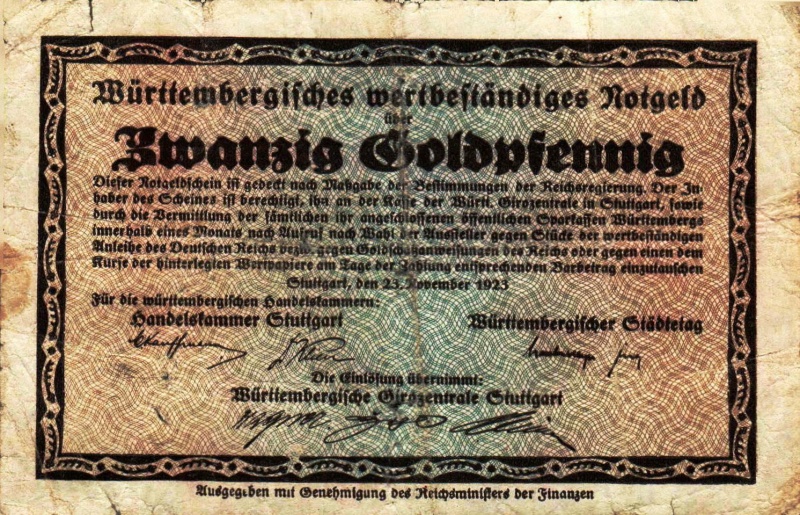 Württembergisches wertbeständiges Notgeld
über
Zwanzig Goldpfennig
Dieser Notgeldschein ist gedeckt nach Maßgabe der Bestimmungen der Reichsregierung. Der In-
haber des Scheines ist berechtigt, ihn an der Kasse der Württ. Girozentrale in Stuttgart, sowie
durch die Vermittlung der sämtlichen ihr angeschlossenen öffentlichen Sparkassen Württembergs
innerhalb eines Monats nach Aufruf nach Wahl der Aussteller gegen Stücke der wertbeständigen
Anleihe des Deutschen Reichs bezw. gegen Goldschatzanweisungen des Reichs oder gegen einen dem
Kurse der hinterlegten Wertpapiere am Tage der Zahlung entsprechenden Barbetrag einzutauschen
Stuttgart, den 23. November 1923
Für die württembergischen Handelskammern:
Handelskammer Stuttgart
Württembergischer Städtetag
Die Einlösung übernimmt:
Württembergische Girozentrale Stuttgart
Ausgegeben mit Genehmigung des Reichsministers der Finanzen